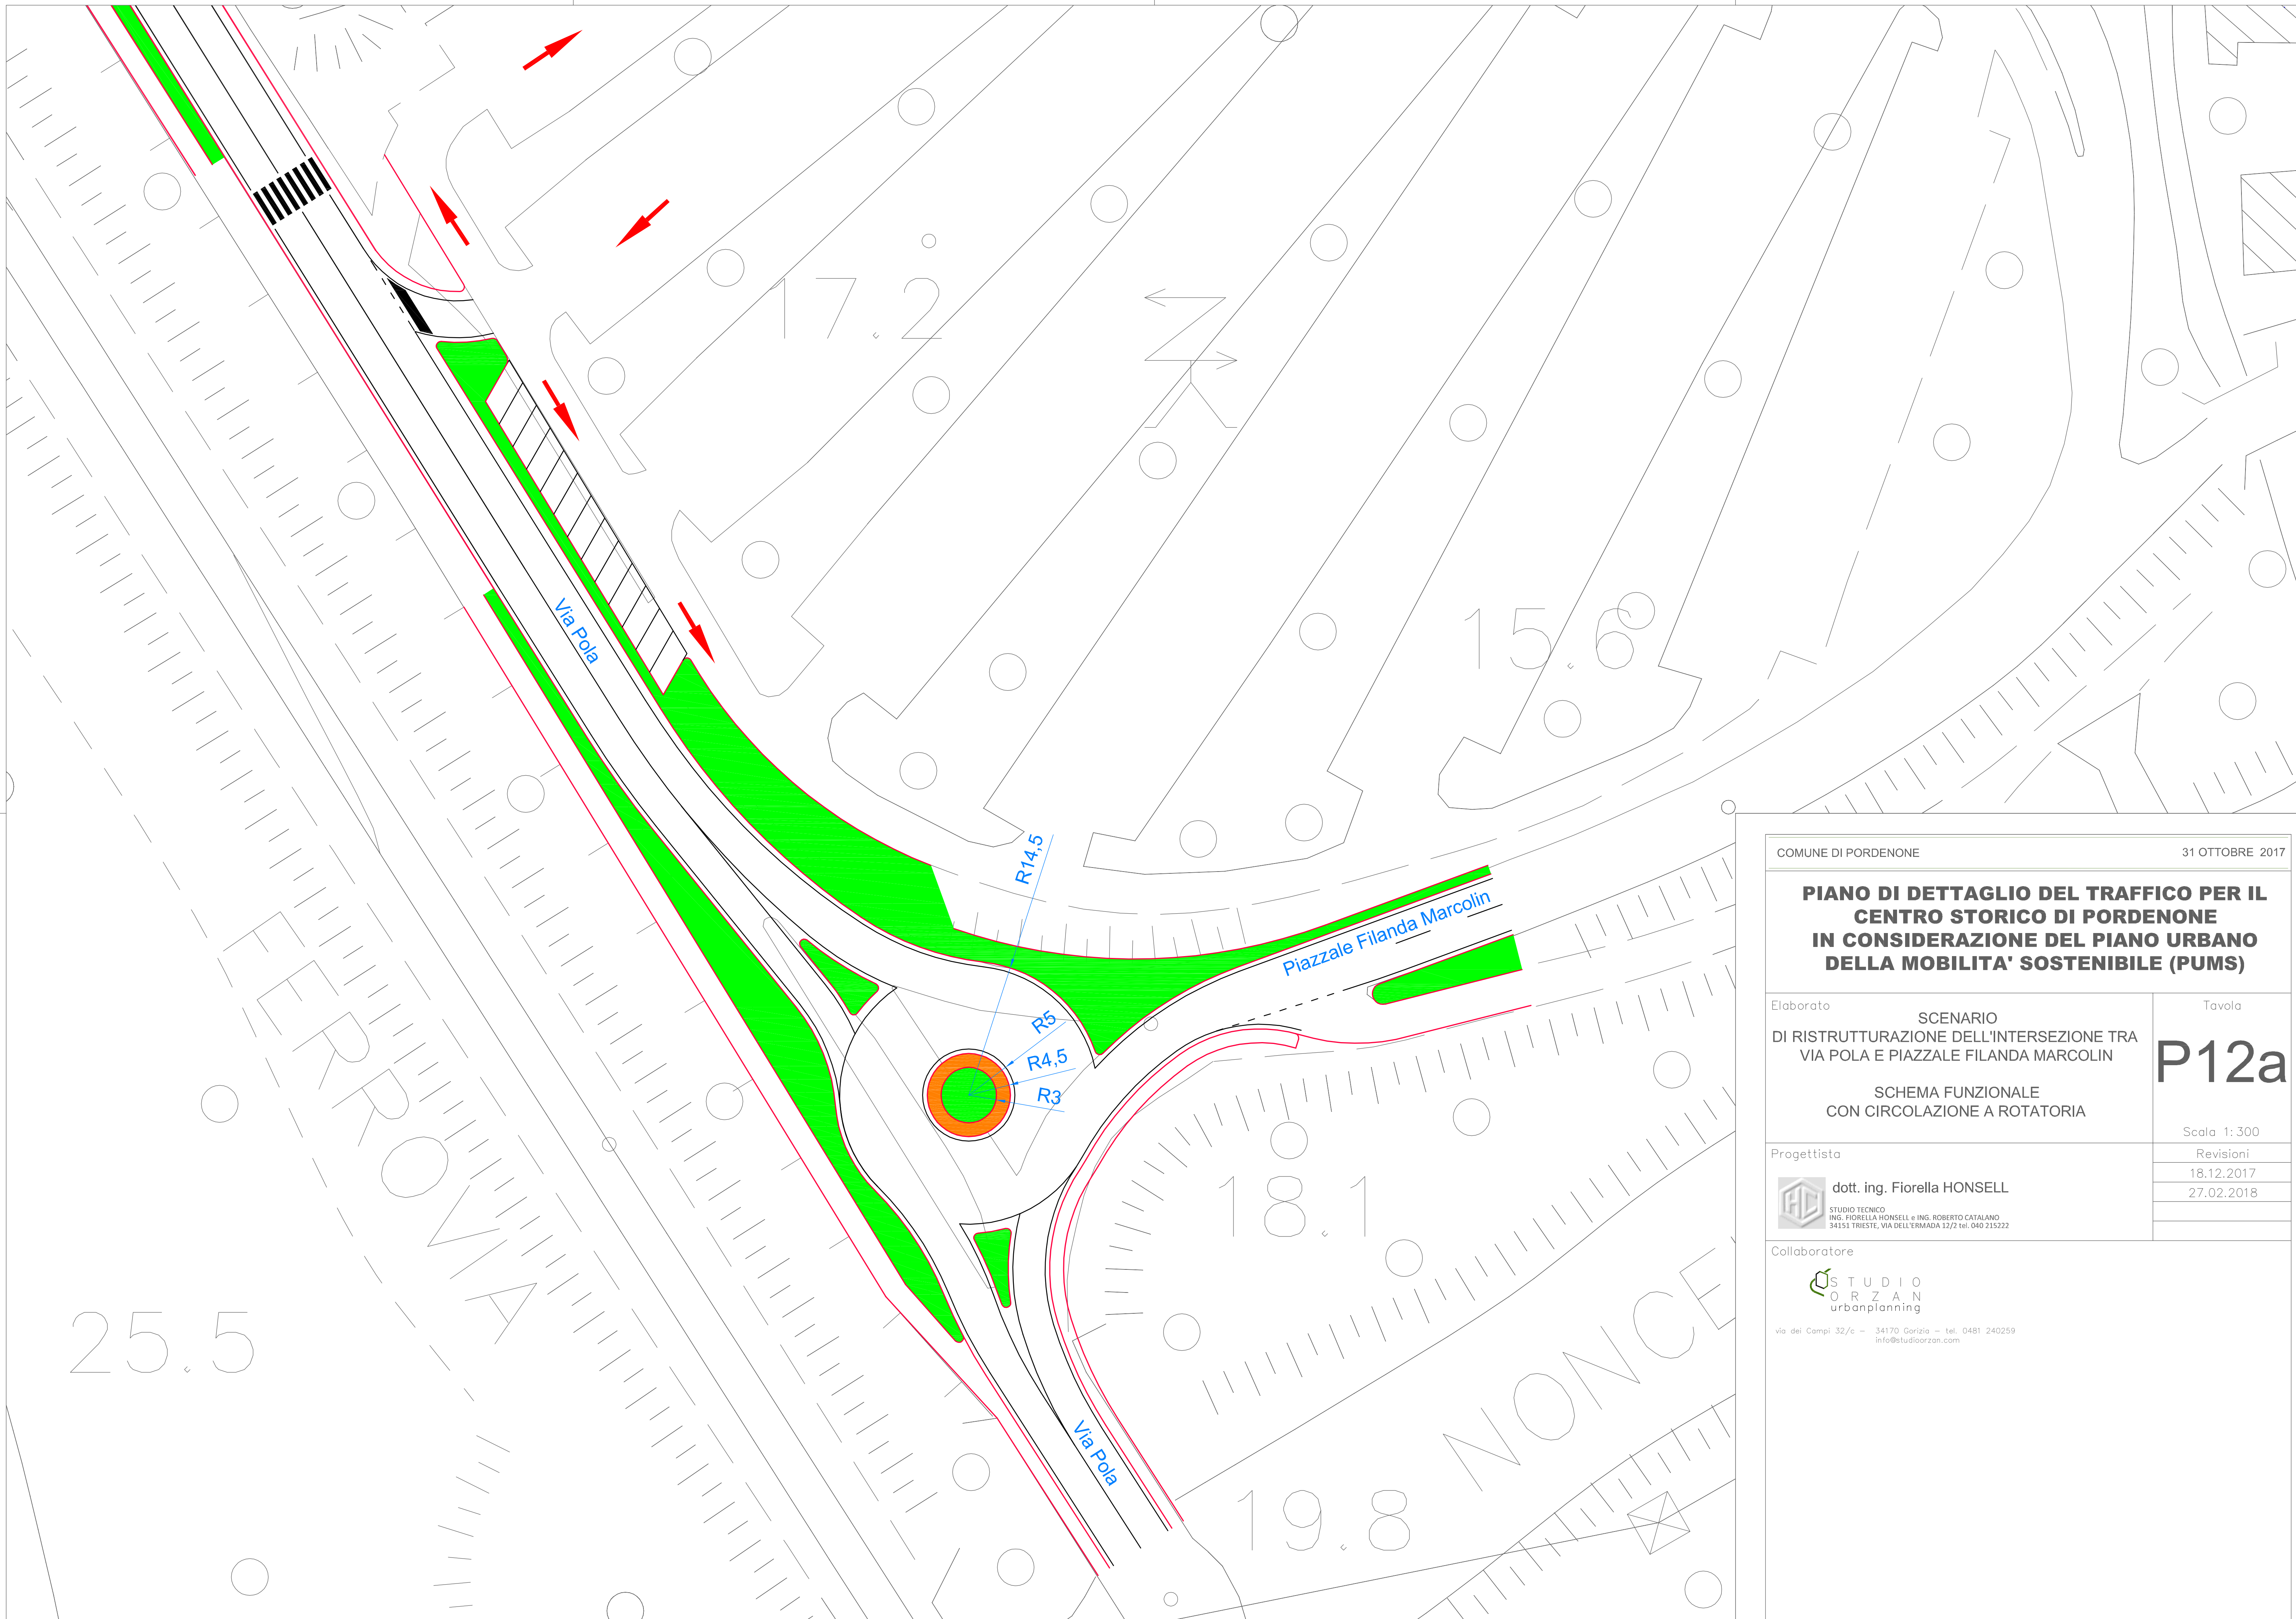 17.2
15.6
Via Pola
R14,5
Piazzale Filanda Marcolin
R5
R4,5
R3
FERROVIA
18.1
25.5
Via Pola
19.8
COMUNE DI PORDENONE
31 OTTOBRE 2017
PIANO DI DETTAGLIO DEL TRAFFICO PER IL
CENTRO STORICO DI PORDENONE
IN CONSIDERAZIONE DEL PIANO URBANO
DELLA MOBILITA' SOSTENIBILE (PUMS)
Elaborato
SCENARIO
DI RISTRUTTURAZIONE DELL'INTERSEZIONE TRA
VIA POLA E PIAZZALE FILANDA MARCOLIN
SCHEMA FUNZIONALE
CON CIRCOLAZIONE A ROTATORIA
Tavola
P12a
Scala 1:300
Progettista
HC
dott. ing. Fiorella HONSELL
STUDIO TECNICO
ING. FIORELLA HONSELL e ING. ROBERTO CATALANO
34151 TRIESTE, VIA DELL'ERMADA 12/2 tel. 040 215222
Revisioni
18.12.2017
27.02.2018
Collaboratore
STUDIO
ORZAN
urbanplanning
via dei Campi 32/c - 34170 Gorizia - tel. 0481 240259
info@studioorzan.com